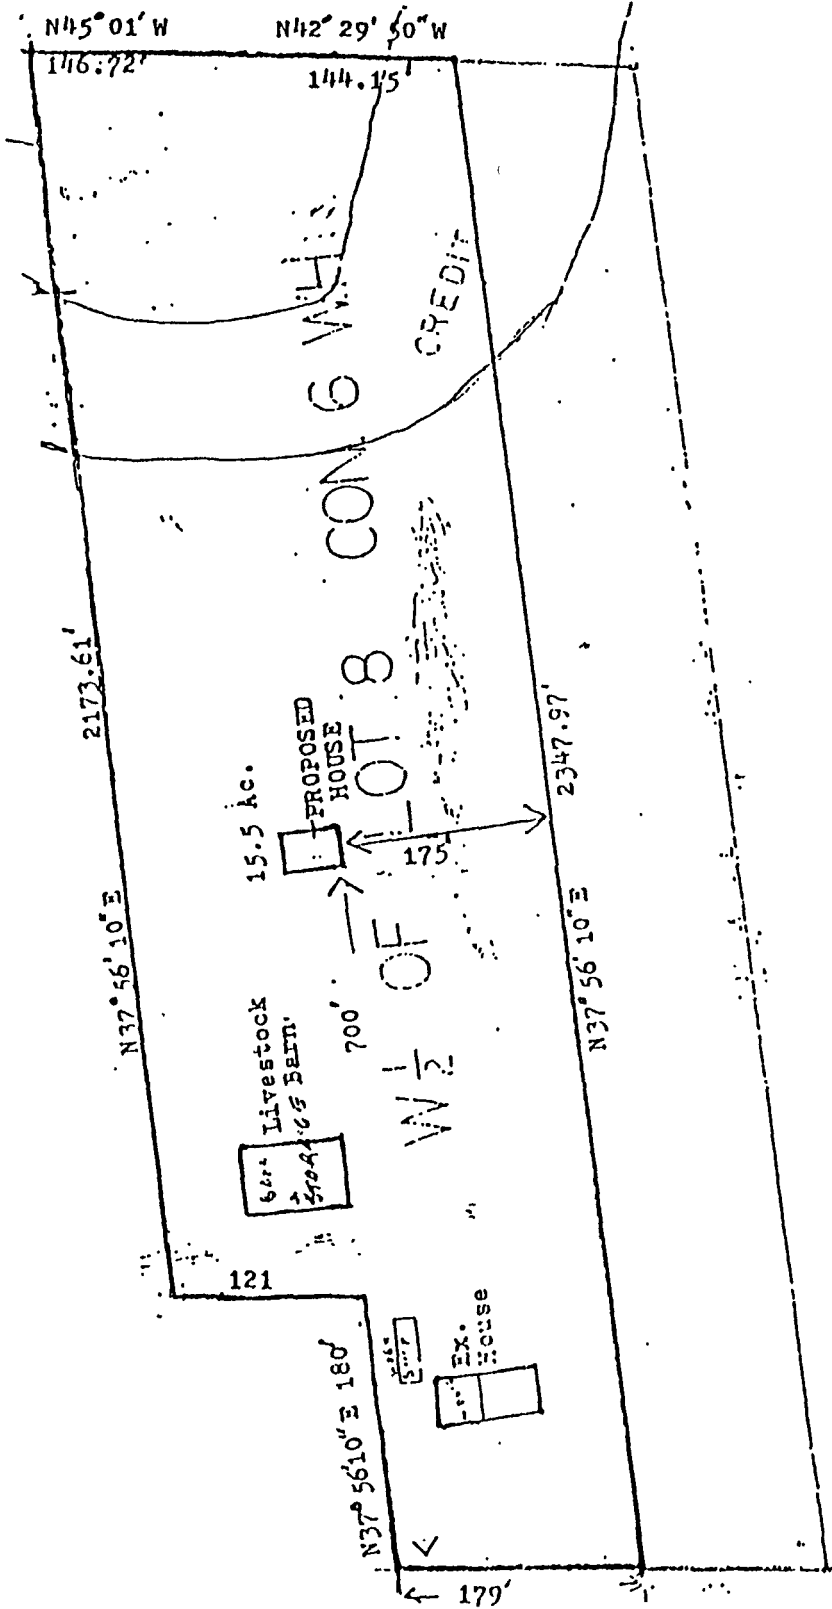 N45°01' W
N42° 29' 50" W
146.72'
144.15'
CREDIT
W½ OF LOT 8 CON 6 W.H.S.
2173.61'
15.5 Ac.
PROPOSED
HOUSE
175'
2347.97'
N37° 56' 10" E
N37° 56' 10" E
700'
Livestock
STORAGE Barn
121
Ex.
House
N37° 56' 10" E 180'
179'